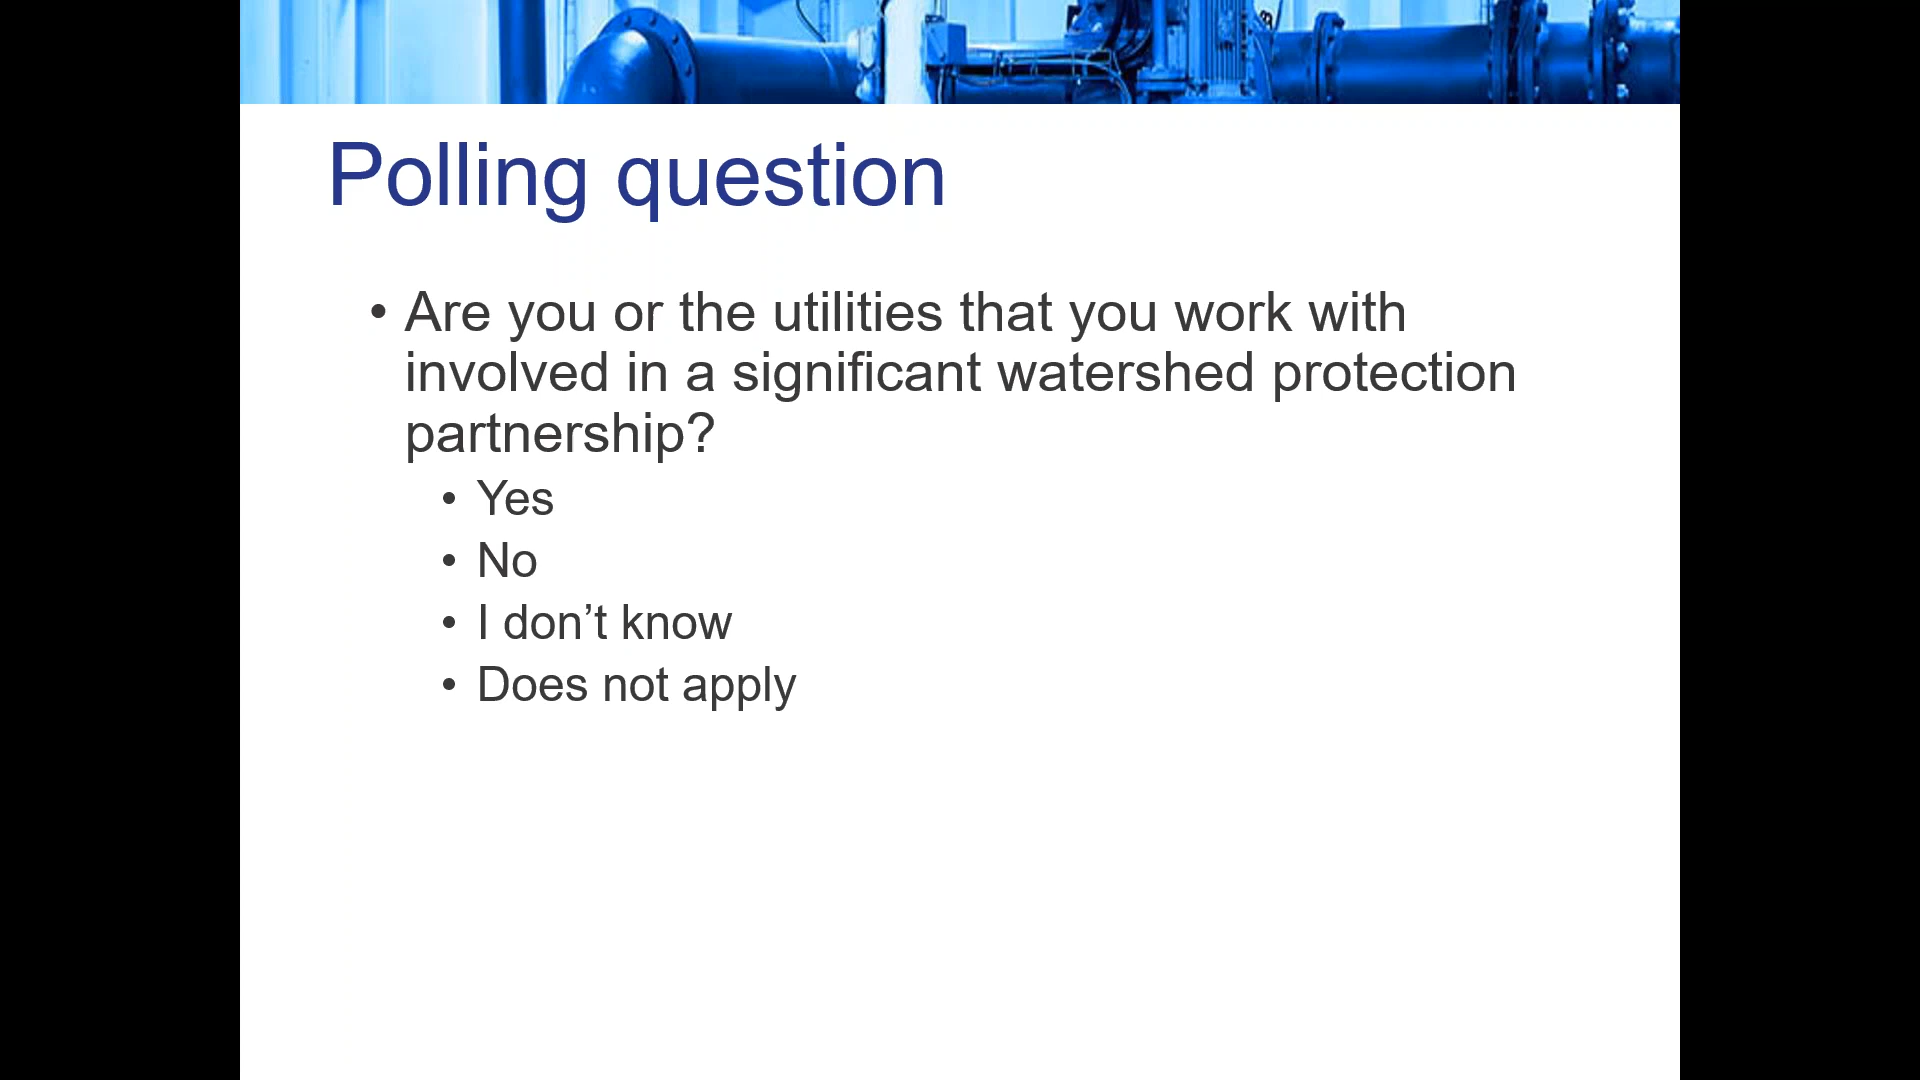 Polling question
• Are you or the utilities that you work with
involved in a significant watershed protection
partnership?
• Yes
• No
• I don’t know
• Does not apply